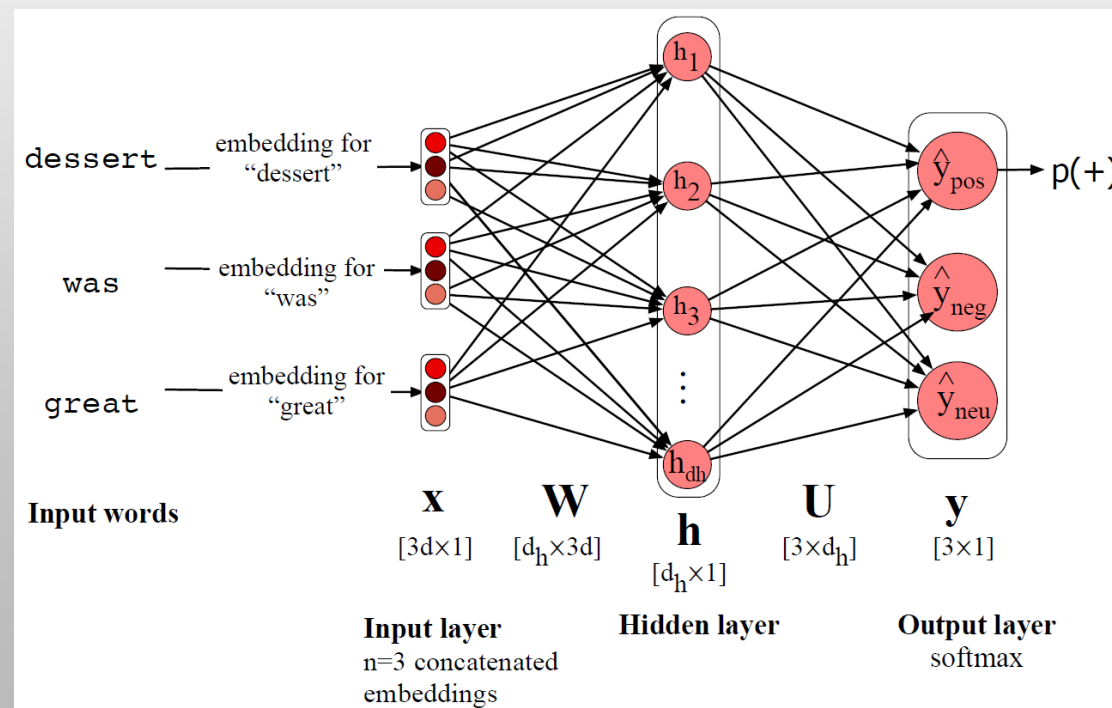 dessert
embedding for
“dessert”
was
embedding for
“was”
great
embedding for
“great”
h1
h2
h3
⋮
hdh
ŷpos
ŷneg
ŷneu
p(+)
Input words
x
[3d×1]
W
[dh×3d]
h
[dh×1]
U
[3×dh]
y
[3×1]
Input layer
n=3 concatenated
embeddings
Hidden layer
Output layer
softmax